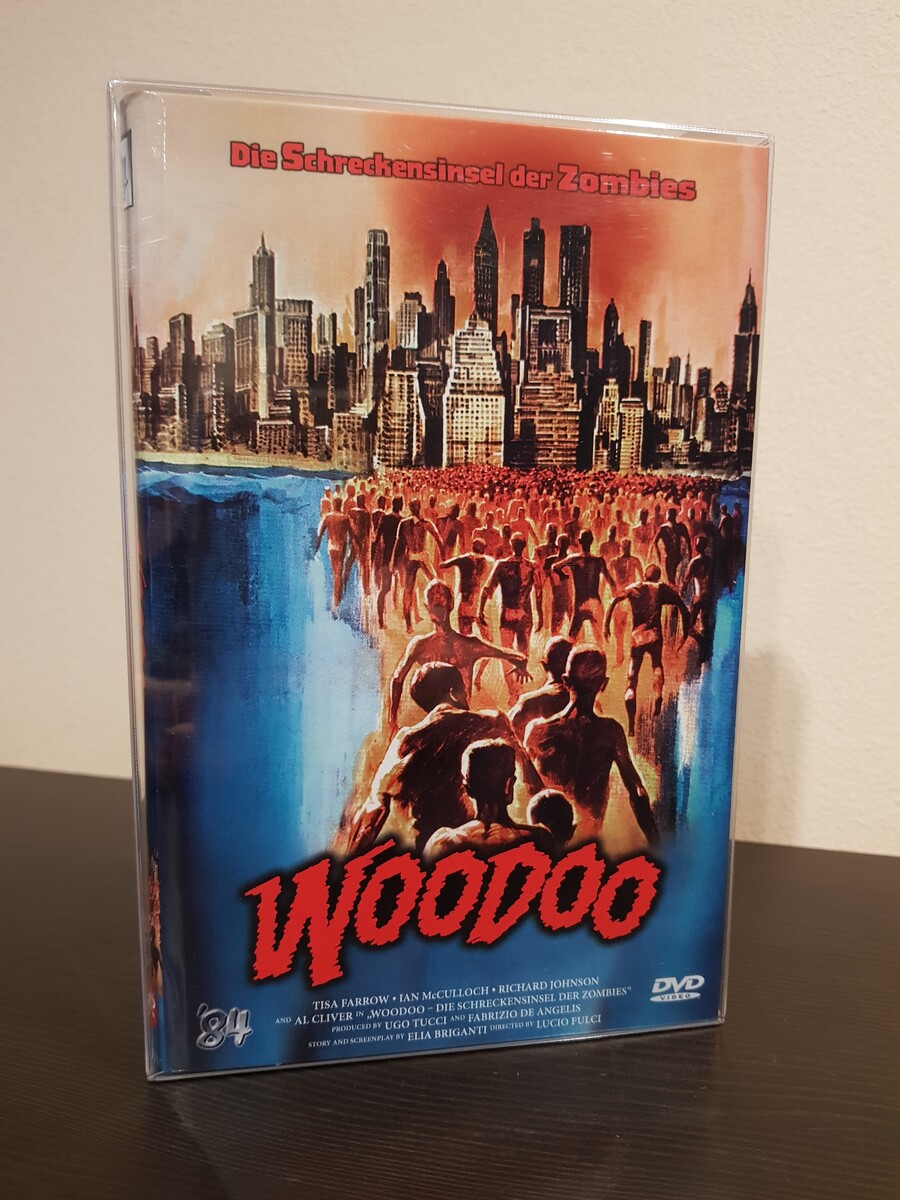 Die Schreckensinsel der Zombies
WOODOO
TISA FARROW • IAN McCULLOCH • RICHARD JOHNSON
AND AL CLIVER IN „WOODOO – DIE SCHRECKENSINSEL DER ZOMBIES“
PRODUCED BY UGO TUCCI AND FABRIZIO DE ANGELIS
STORY AND SCREENPLAY BY ELIA BRIGANTI DIRECTED BY LUCIO FULCI
'84
DVD
VIDEO